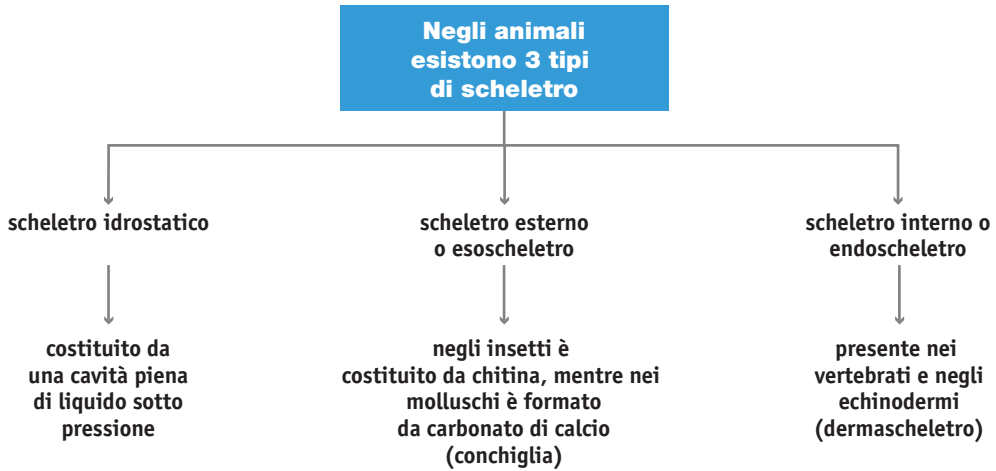 Negli animali
esistono 3 tipi
di scheletro
scheletro idrostatico
scheletro esterno
o esoscheletro
scheletro interno o
endoscheletro
costituito da
una cavità piena
di liquido sotto
pressione
negli insetti è
costituito da chitina, mentre nei
molluschi è formato
da carbonato di calcio
(conchiglia)
presente nei
vertebrati e negli
echinodermi
(dermascheletro)